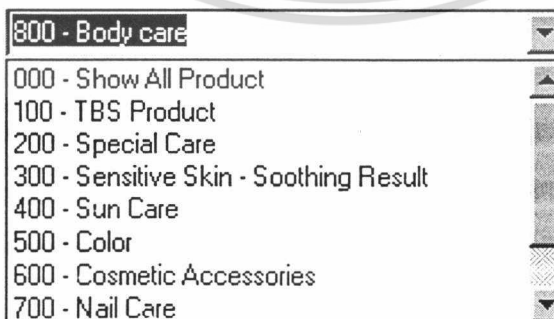 800 - Body care
000 - Show All Product
100 - TBS Product
200 - Special Care
300 - Sensitive Skin - Soothing Result
400 - Sun Care
500 - Color
600 - Cosmetic Accessories
700 - Nail Care